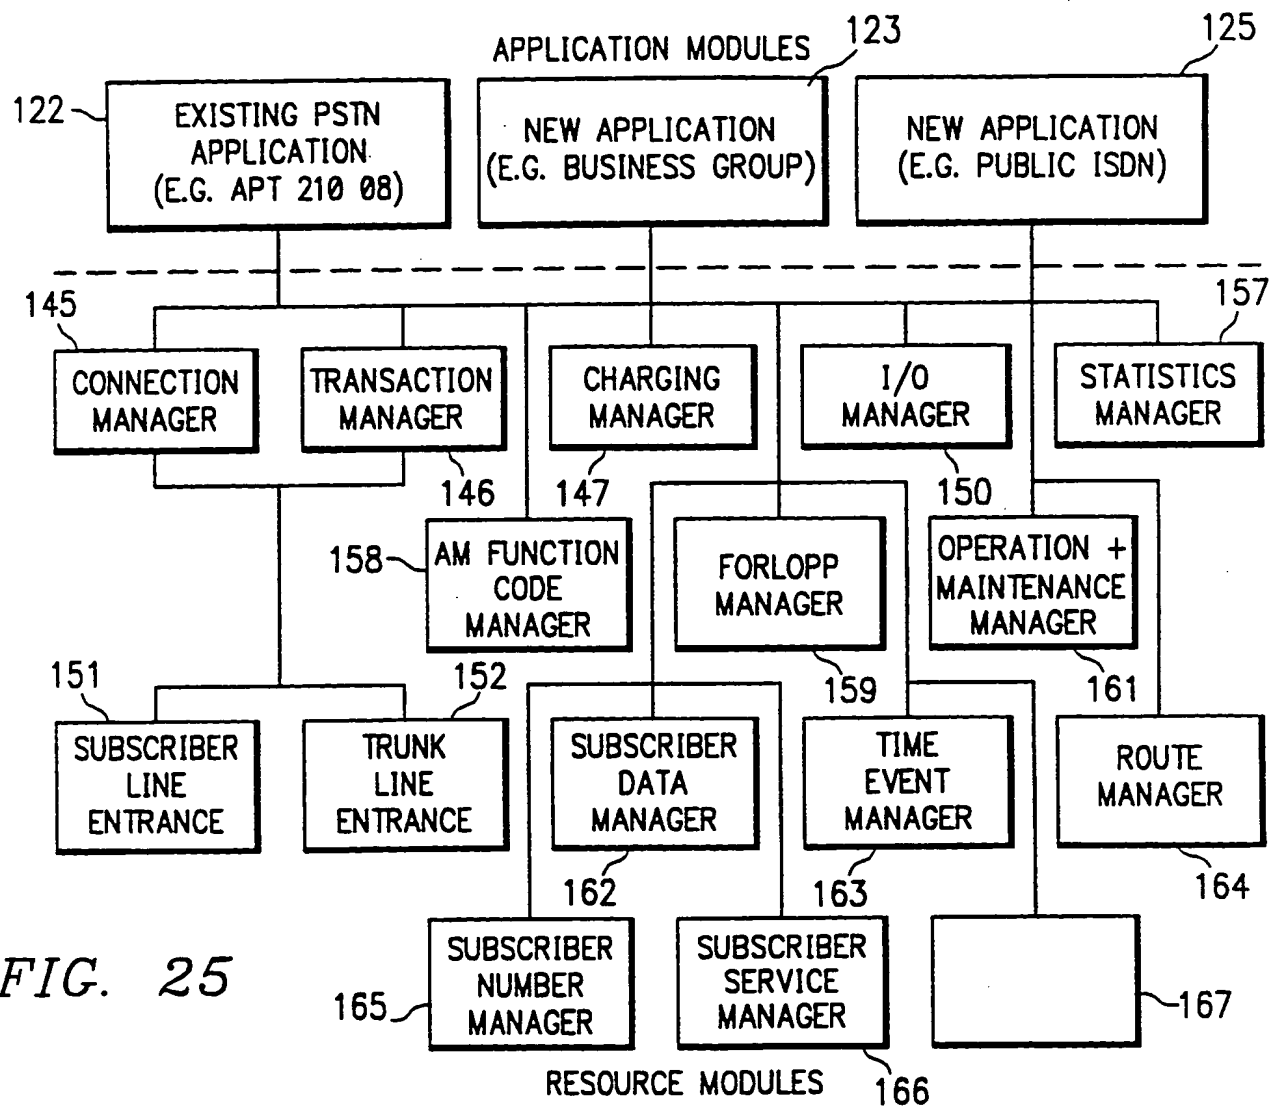 APPLICATION MODULES
123
125
122
EXISTING PSTN
APPLICATION
(E.G. APT 210 08)
NEW APPLICATION
(E.G. BUSINESS GROUP)
NEW APPLICATION
(E.G. PUBLIC ISDN)
145
157
CONNECTION
MANAGER
TRANSACTION
MANAGER
CHARGING
MANAGER
I/O
MANAGER
STATISTICS
MANAGER
146
147
150
158
AM FUNCTION
CODE
MANAGER
FORLOPP
MANAGER
OPERATION +
MAINTENANCE
MANAGER
151
152
159
161
SUBSCRIBER
LINE
ENTRANCE
TRUNK
LINE
ENTRANCE
SUBSCRIBER
DATA
MANAGER
TIME
EVENT
MANAGER
ROUTE
MANAGER
162
163
164
FIG. 25
165
SUBSCRIBER
NUMBER
MANAGER
SUBSCRIBER
SERVICE
MANAGER
167
RESOURCE MODULES
166